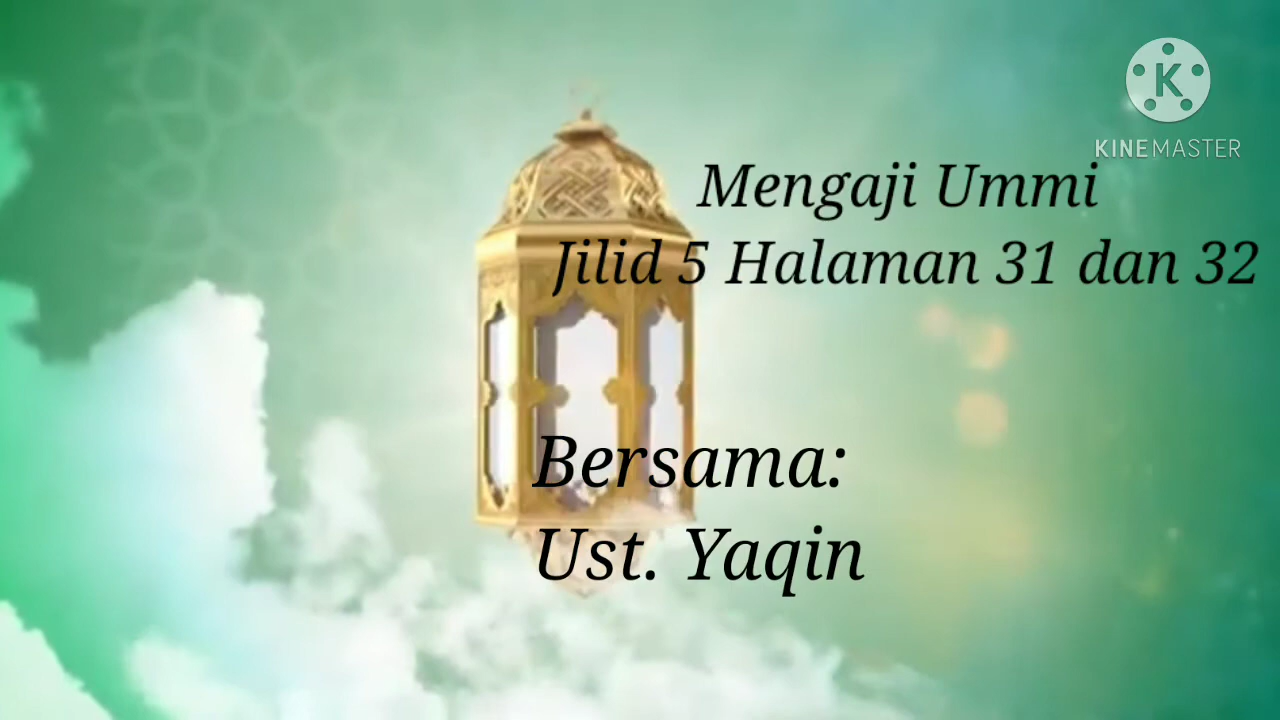 K
KINEMASTER
Mengaji Ummi
Jilid 5 Halaman 31 dan 32
Bersama:
Ust. Yaqin